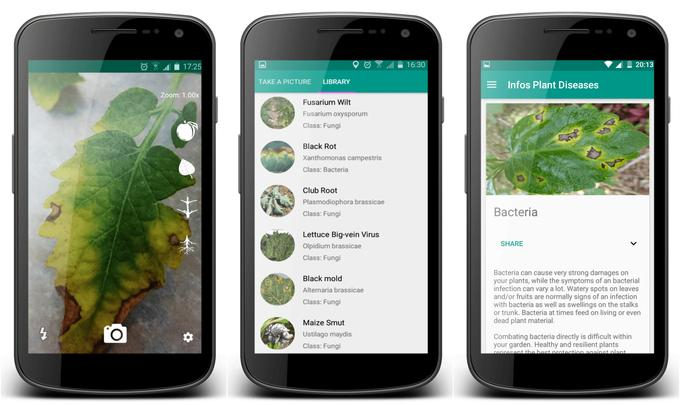 17:25
Zoom: 1.00x
16:30
TAKE A PICTURE LIBRARY
Fusarium Wilt
Fusarium oxysporum
Class: Fungi
Black Rot
Xanthomonas campestris
Class: Bacteria
Club Root
Plasmodiophora brassicae
Class: Fungi
Lettuce Big-vein Virus
Olpidium brassicae
Class: Fungi
Black mold
Alternaria brassicae
Class: Fungi
Maize Smut
Ustilago maydis
Class: Fungi
20:13
Infos Plant Diseases
Bacteria
SHARE
Bacteria can cause very strong damages on
your plants, while the symptoms of an bacterial
infection can vary a lot. Watery spots on leaves
and/or fruits are normally signs of an infection
with bacteria as well as swellings on the stalks
or trunk. Bacteria at times feed on living or even
dead plant material.
Combating bacteria directly is difficult within
your garden. Healthy and resilient plants
represent the best protection against plant